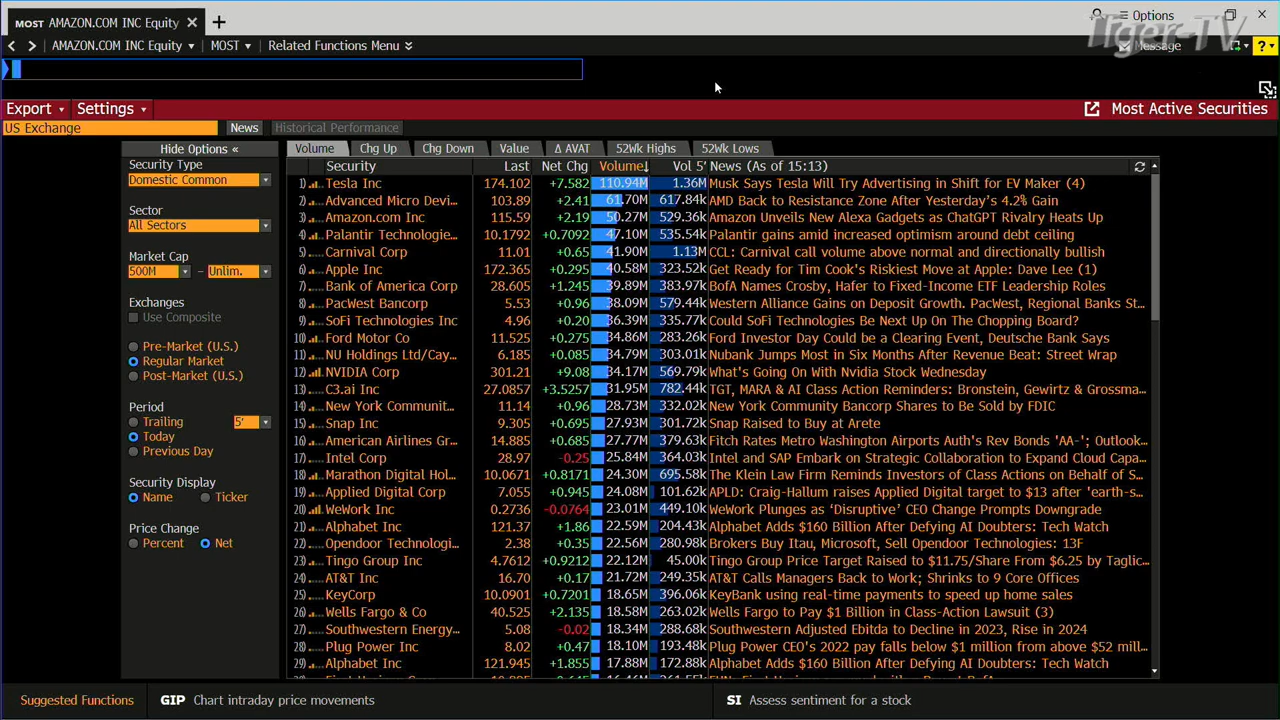 MOST AMAZON.COM INC Equity × +
Options
Tiger-TV
< > AMAZON.COM INC Equity MOST Related Functions Menu
Message ?
Export Settings Most Active Securities
US Exchange News Historical Performance
Hide Options «
Security Type
Domestic Common
Sector
All Sectors
Market Cap
500M – Unlim.
Exchanges
Use Composite
Pre-Market (U.S.)
Regular Market
Post-Market (U.S.)
Period
Trailing 5'
Today
Previous Day
Security Display
Name Ticker
Price Change
Percent Net
Volume Chg Up Chg Down Value Δ AVAT 52Wk Highs 52Wk Lows
Security Last Net Chg Volume↓ Vol 5' News (As of 15:13)
1) Tesla Inc 174.102 +7.582 110.94M 1.36M Musk Says Tesla Will Try Advertising in Shift for EV Maker (4)
2) Advanced Micro Devi... 103.89 +2.41 61.70M 617.84k AMD Back to Resistance Zone After Yesterday's 4.2% Gain
3) Amazon.com Inc 115.59 +2.19 50.27M 529.36k Amazon Unveils New Alexa Gadgets as ChatGPT Rivalry Heats Up
4) Palantir Technologie... 10.1792 +0.7092 47.10M 535.54k Palantir gains amid increased optimism around debt ceiling
5) Carnival Corp 11.01 +0.65 41.90M 1.13M CCL: Carnival call volume above normal and directionally bullish
6) Apple Inc 172.365 +0.295 40.58M 323.52k Get Ready for Tim Cook's Riskiest Move at Apple: Dave Lee (1)
7) Bank of America Corp 28.605 +1.245 39.89M 383.97k BofA Names Crosby, Hafer to Fixed-Income ETF Leadership Roles
8) PacWest Bancorp 5.53 +0.96 38.09M 579.44k Western Alliance Gains on Deposit Growth. PacWest, Regional Banks St...
9) SoFi Technologies Inc 4.96 +0.20 36.39M 335.77k Could SoFi Technologies Be Next Up On The Chopping Board?
10) Ford Motor Co 11.525 +0.275 34.86M 283.26k Ford Investor Day Could be a Clearing Event, Deutsche Bank Says
11) NU Holdings Ltd/Cay... 6.185 +0.085 34.79M 303.01k Nubank Jumps Most in Six Months After Revenue Beat: Street Wrap
12) NVIDIA Corp 301.21 +9.08 34.17M 569.79k What's Going On With Nvidia Stock Wednesday
13) C3.ai Inc 27.0857 +3.5257 31.95M 782.44k TGT, MARA & AI Class Action Reminders: Bronstein, Gewirtz & Grossma...
14) New York Communit... 11.14 +0.96 28.73M 332.02k New York Community Bancorp Shares to Be Sold by FDIC
15) Snap Inc 9.305 +0.695 27.93M 301.72k Snap Raised to Buy at Arete
16) American Airlines Gr... 14.885 +0.685 27.77M 379.63k Fitch Rates Metro Washington Airports Auth's Rev Bonds 'AA-'; Outlook...
17) Intel Corp 28.97 -0.25 25.84M 364.03k Intel and SAP Embark on Strategic Collaboration to Expand Cloud Capa...
18) Marathon Digital Hol... 10.0671 +0.8171 24.30M 695.58k The Klein Law Firm Reminds Investors of Class Actions on Behalf of S...
19) Applied Digital Corp 7.055 +0.945 24.08M 101.62k APLD: Craig-Hallum raises Applied Digital target to $13 after 'earth-s...
20) WeWork Inc 0.2736 -0.0764 23.01M 449.10k WeWork Plunges as ‘Disruptive’ CEO Change Prompts Downgrade
21) Alphabet Inc 121.37 +1.86 22.59M 204.43k Alphabet Adds $160 Billion After Defying AI Doubters: Tech Watch
22) Opendoor Technologi... 2.38 +0.35 22.56M 280.98k Brokers Buy Itau, Microsoft, Sell Opendoor Technologies: 13F
23) Tingo Group Inc 4.7612 +0.9212 22.12M 45.00k Tingo Group Price Target Raised to $11.75/Share From $6.25 by Taglic...
24) AT&T Inc 16.70 +0.17 21.72M 249.35k AT&T Calls Managers Back to Work; Shrinks to 9 Core Offices
25) KeyCorp 10.0901 +0.7201 18.65M 396.06k KeyBank using real-time payments to speed up home sales
26) Wells Fargo & Co 40.525 +2.135 18.58M 263.02k Wells Fargo to Pay $1 Billion in Class-Action Lawsuit (3)
27) Southwestern Energy... 5.08 -0.02 18.34M 288.68k Southwestern Adjusted Ebitda to Decline in 2023, Rise in 2024
28) Plug Power Inc 8.02 +0.47 18.10M 193.48k Plug Power CEO's 2022 pay falls below $1 million from above $52 mill...
29) Alphabet Inc 121.945 +1.855 17.88M 172.88k Alphabet Adds $160 Billion After Defying AI Doubters: Tech Watch
Suggested Functions GIP Chart intraday price movements SI Assess sentiment for a stock